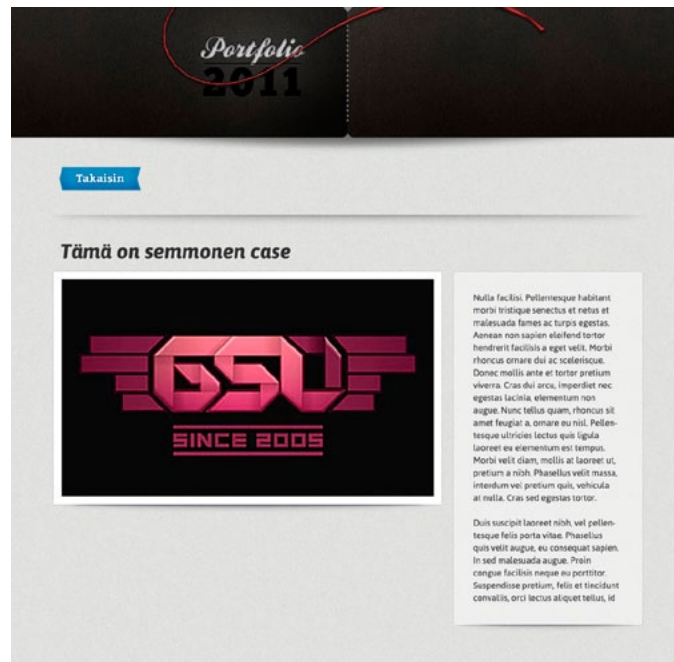 Portfolio
2011
Takaisin
Tämä on semmonen case
GSU
SINCE 2005
Nulla facilisi. Pellentesque habitant
morbi tristique senectus et netus et
malesuada fames ac turpis egestas.
Aenean non sapien eleifend tortor
hendrerit facilisis a eget velit. Morbi
rhoncus ornare dui ac scelerisque.
Donec mollis ante et tortor pretium
viverra. Cras dui arcu, imperdiet nec
egestas lacinia, elementum non
augue. Nunc tellus quam, rhoncus sit
amet feugiat a, ornare eu nisl. Pellen-
tesque ultricies lectus quis ligula
laoreet eu elementum est tempus.
Morbi velit diam, mollis at laoreet ut,
pretium a nibh. Phasellus velit massa,
interdum vel pretium quis, vehicula
at nulla. Cras sed egestas tortor.
Duis suscipit laoreet nibh, vel pellen-
tesque felis porta vitae. Phasellus
quis velit augue, eu consequat sapien.
In sed malesuada augue. Proin
congue facilisis neque eu porttitor.
Suspendisse pretium, felis et tincidunt
convallis, orci lectus aliquet tellus, id